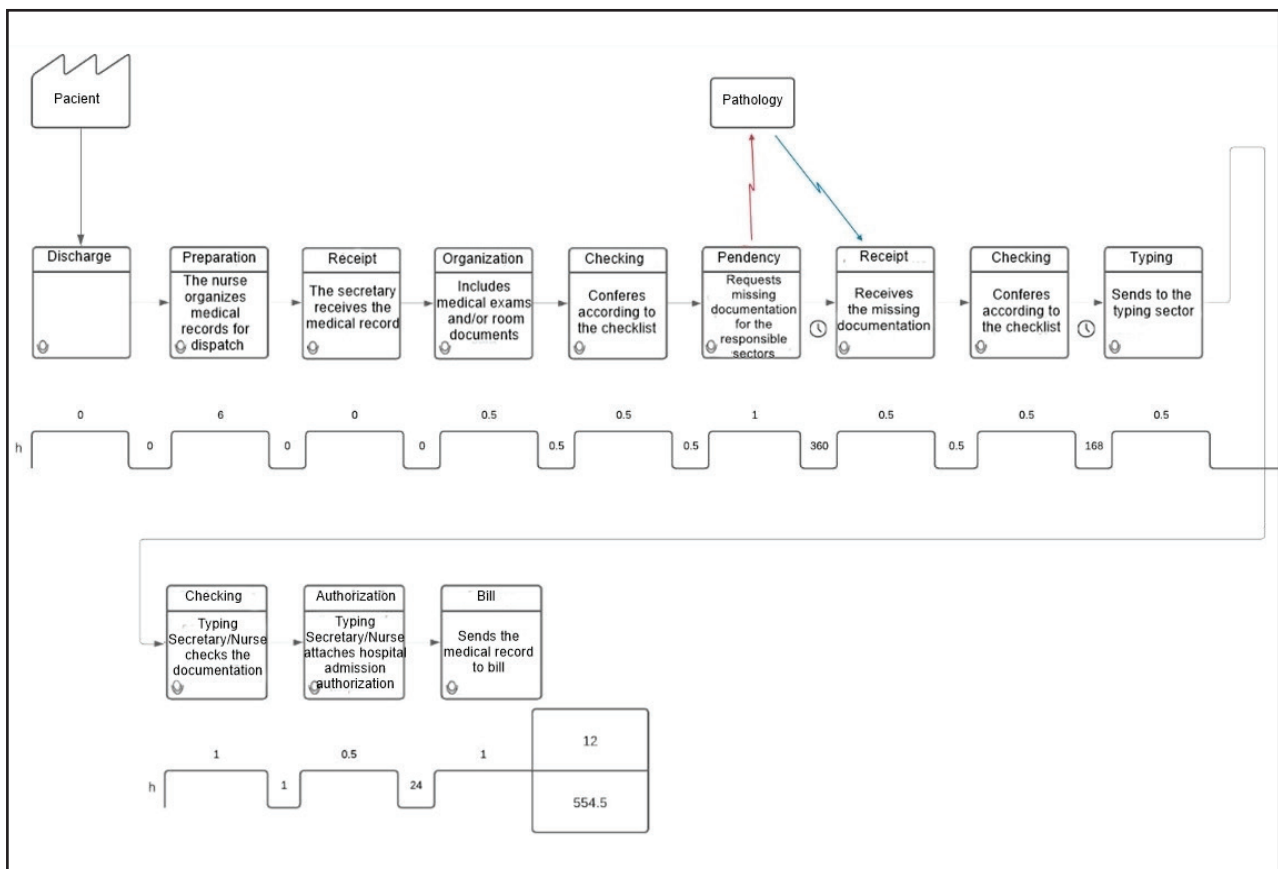 Pacient
Pathology
Discharge
Preparation
The nurse
organizes
medical
records for
dispatch
Receipt
The secretary
receives the
medical record
Organization
Includes
medical exams
and/or room
documents
Checking
Conferes
according to
the checklist
Pendency
Requests
missing
documentation
for the
responsible
sectors
Receipt
Receives
the missing
documentation
Checking
Conferes
according to
the checklist
Typing
Sends to the
typing sector
0 6 0 0.5 0.5 1 0.5 0.5 0.5
h 0 0 0 0.5 0.5 360 0.5 168
Checking
Typing
Secretary/Nurse
checks the
documentation
Authorization
Typing
Secretary/Nurse
attaches hospital
admission
authorization
Bill
Sends the
medical record
to bill
1 0.5 1
h 1 24
12
554.5